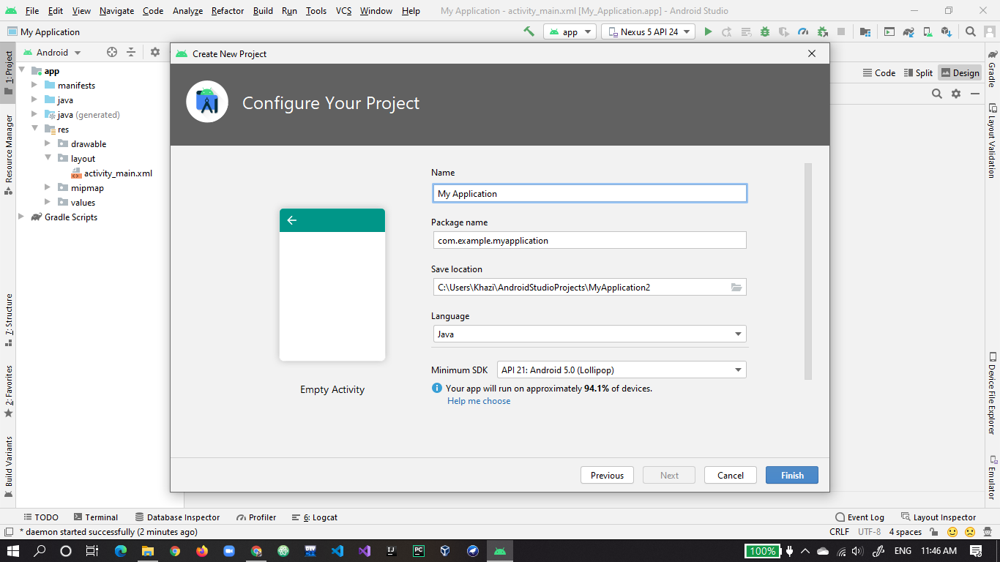 File Edit View Navigate Code Analyze Refactor Build Run Tools VCS Window Help My Application - activity_main.xml [My_Application.app] - Android Studio
My Application
app
Nexus 5 API 24
1: Project
Resource Manager
Z: Structure
2: Favorites
Build Variants
Android
app
manifests
java
java (generated)
res
drawable
layout
activity_main.xml
mipmap
values
Gradle Scripts
Create New Project
Configure Your Project
Empty Activity
Name
My Application
Package name
com.example.myapplication
Save location
C:\Users\Khazi\AndroidStudioProjects\MyApplication2
Language
Java
Minimum SDK API 21: Android 5.0 (Lollipop)
i Your app will run on approximately 94.1% of devices.
Help me choose
Previous Next Cancel Finish
Code Split Design
Gradle
Layout Validation
Device File Explorer
Emulator
TODO Terminal Database Inspector Profiler 6: Logcat Event Log Layout Inspector
* daemon started successfully (2 minutes ago) CRLF UTF-8 4 spaces
DEV IJ PC 100% ENG 11:46 AM